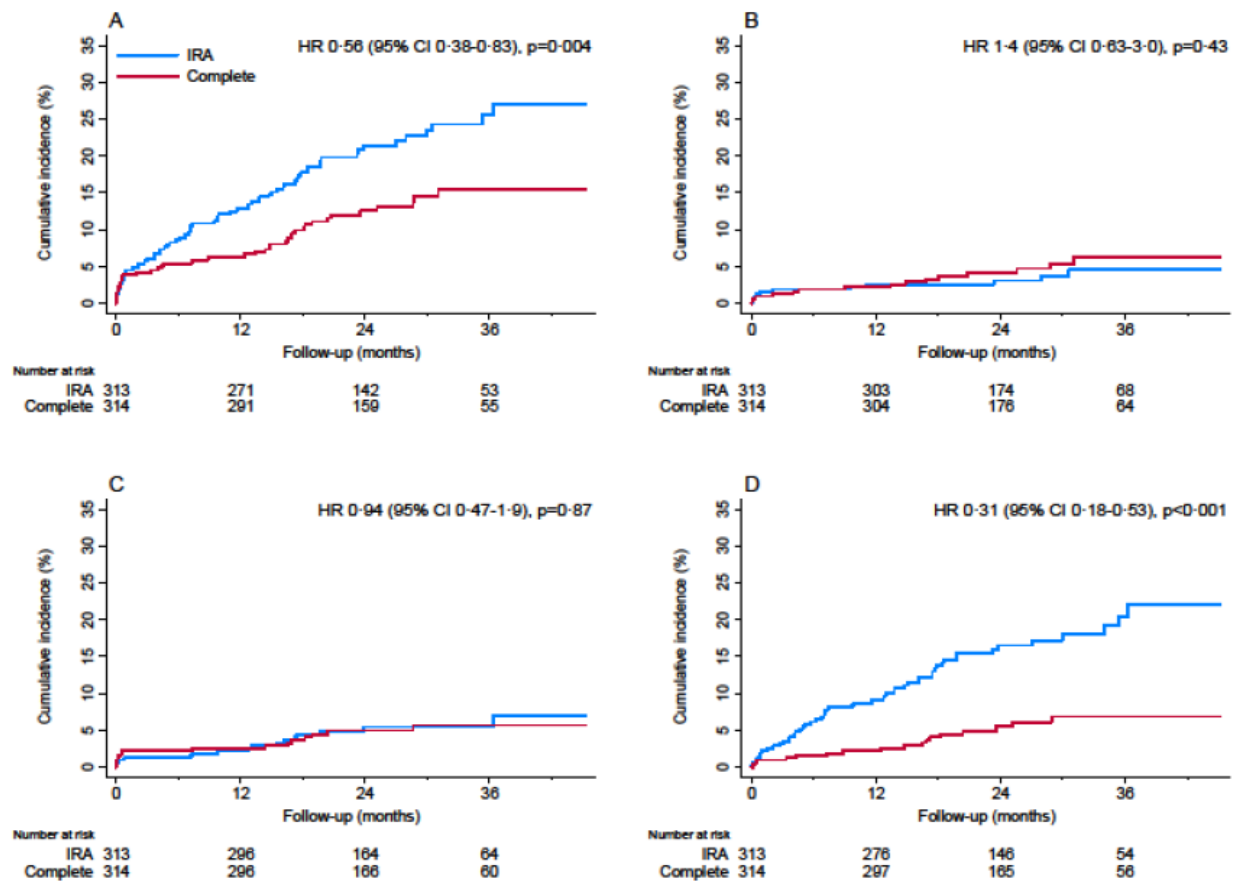 A
HR 0·56 (95% CI 0·38-0·83), p=0·004
IRA
Complete
Cumulative incidence (%)
35
30
25
20
15
10
5
0
0 12 24 36
Follow-up (months)
Number at risk
IRA 313 271 142 53
Complete 314 291 159 55
B
HR 1·4 (95% CI 0·63-3·0), p=0·43
Cumulative incidence (%)
35
30
25
20
15
10
5
0
0 12 24 36
Follow-up (months)
Number at risk
IRA 313 303 174 68
Complete 314 304 176 64
C
HR 0·94 (95% CI 0·47-1·9), p=0·87
Cumulative incidence (%)
35
30
25
20
15
10
5
0
0 12 24 36
Follow-up (months)
Number at risk
IRA 313 296 164 64
Complete 314 296 166 60
D
HR 0·31 (95% CI 0·18-0·53), p<0·001
Cumulative incidence (%)
35
30
25
20
15
10
5
0
0 12 24 36
Follow-up (months)
Number at risk
IRA 313 276 146 54
Complete 314 297 165 56